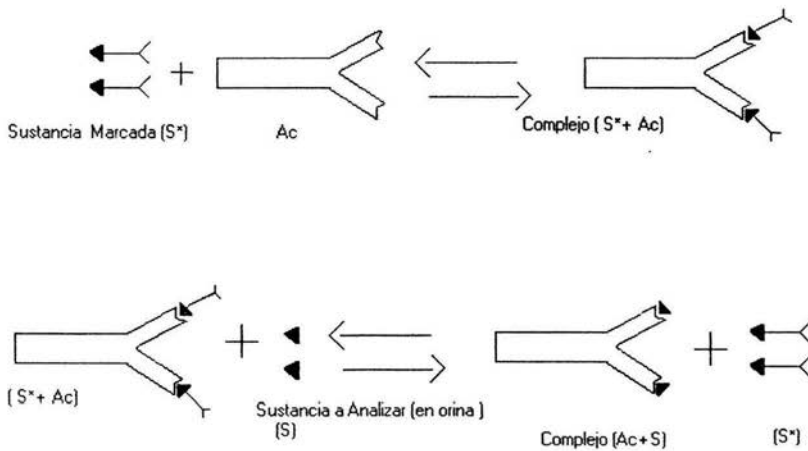 +
Sustancia Marcada (S*)
Ac
Complejo ( S* + Ac)
+
+
( S* + Ac)
Sustancia a Analizar (en orina )
(S)
Complejo (Ac + S)
(S*)